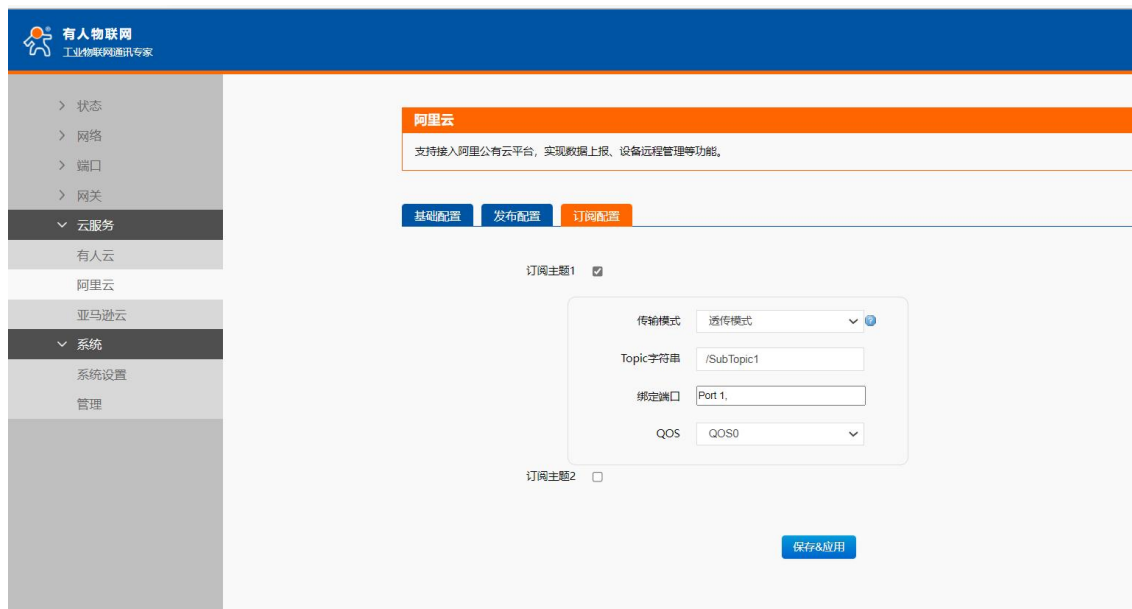 有人物联网
工业物联网通讯专家
状态
网络
端口
网关
云服务
有人云
阿里云
亚马逊云
系统
系统设置
管理
阿里云
支持接入阿里公有云平台，实现数据上报、设备远程管理等功能。
基础配置 发布配置 订阅配置
订阅主题1
传输模式 透传模式
Topic字符串 /SubTopic1
绑定端口 Port 1,
QOS QOS0
订阅主题2
保存&应用